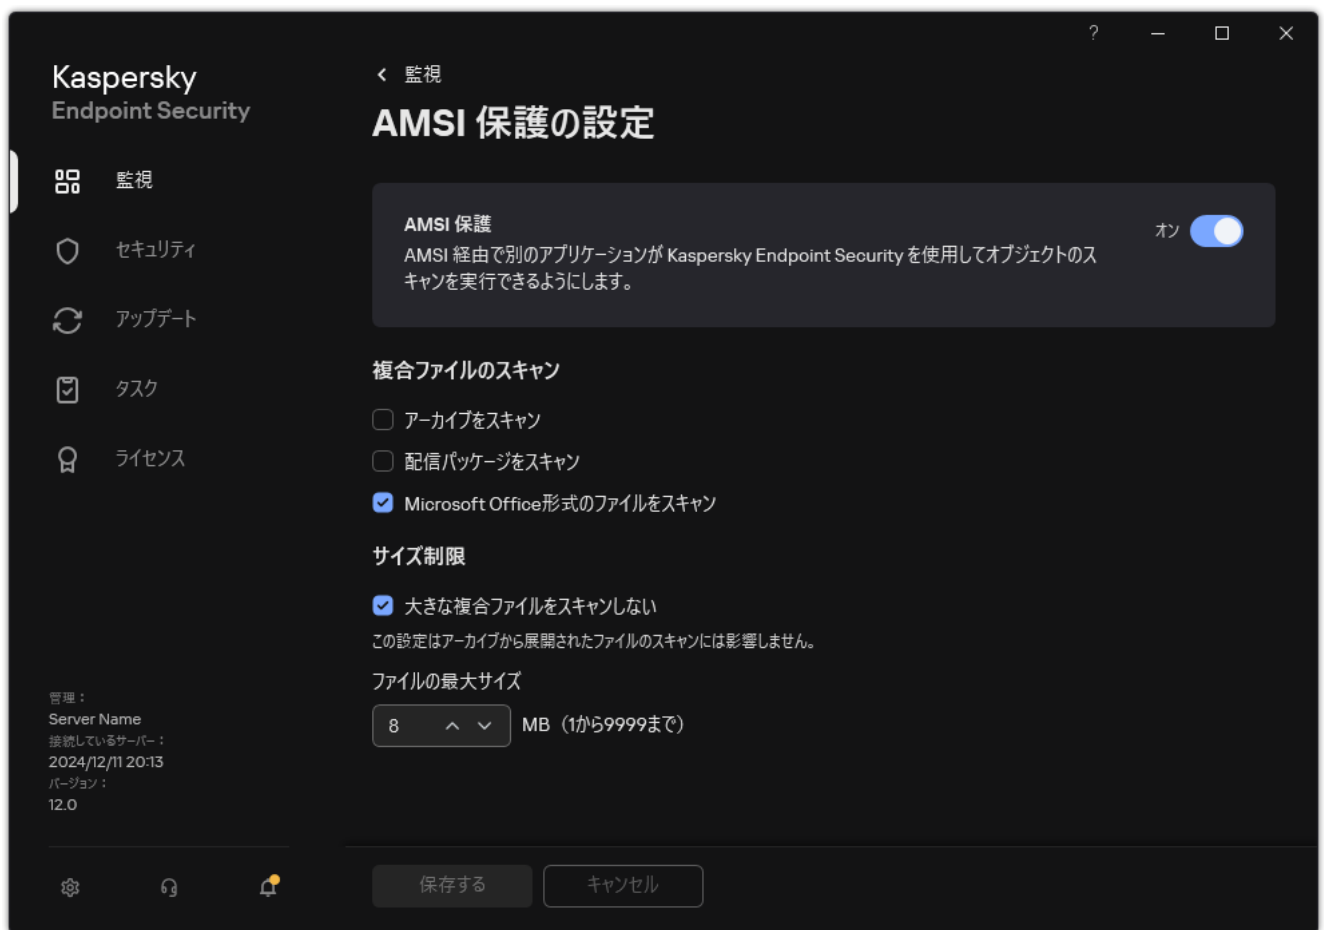 ?
Kaspersky
Endpoint Security
監視
セキュリティ
アップデート
タスク
ライセンス
管理：
Server Name
接続しているサーバー：
2024/12/11 20:13
バージョン：
12.0
監視
AMSI 保護の設定
AMSI 保護
AMSI 経由で別のアプリケーションが Kaspersky Endpoint Security を使用してオブジェクトのス
キャンを実行できるようにします。
オン
複合ファイルのスキャン
アーカイブをスキャン
配信パッケージをスキャン
Microsoft Office形式のファイルをスキャン
サイズ制限
大きな複合ファイルをスキャンしない
この設定はアーカイブから展開されたファイルのスキャンには影響しません。
ファイルの最大サイズ
8 MB（1から9999まで）
保存する キャンセル